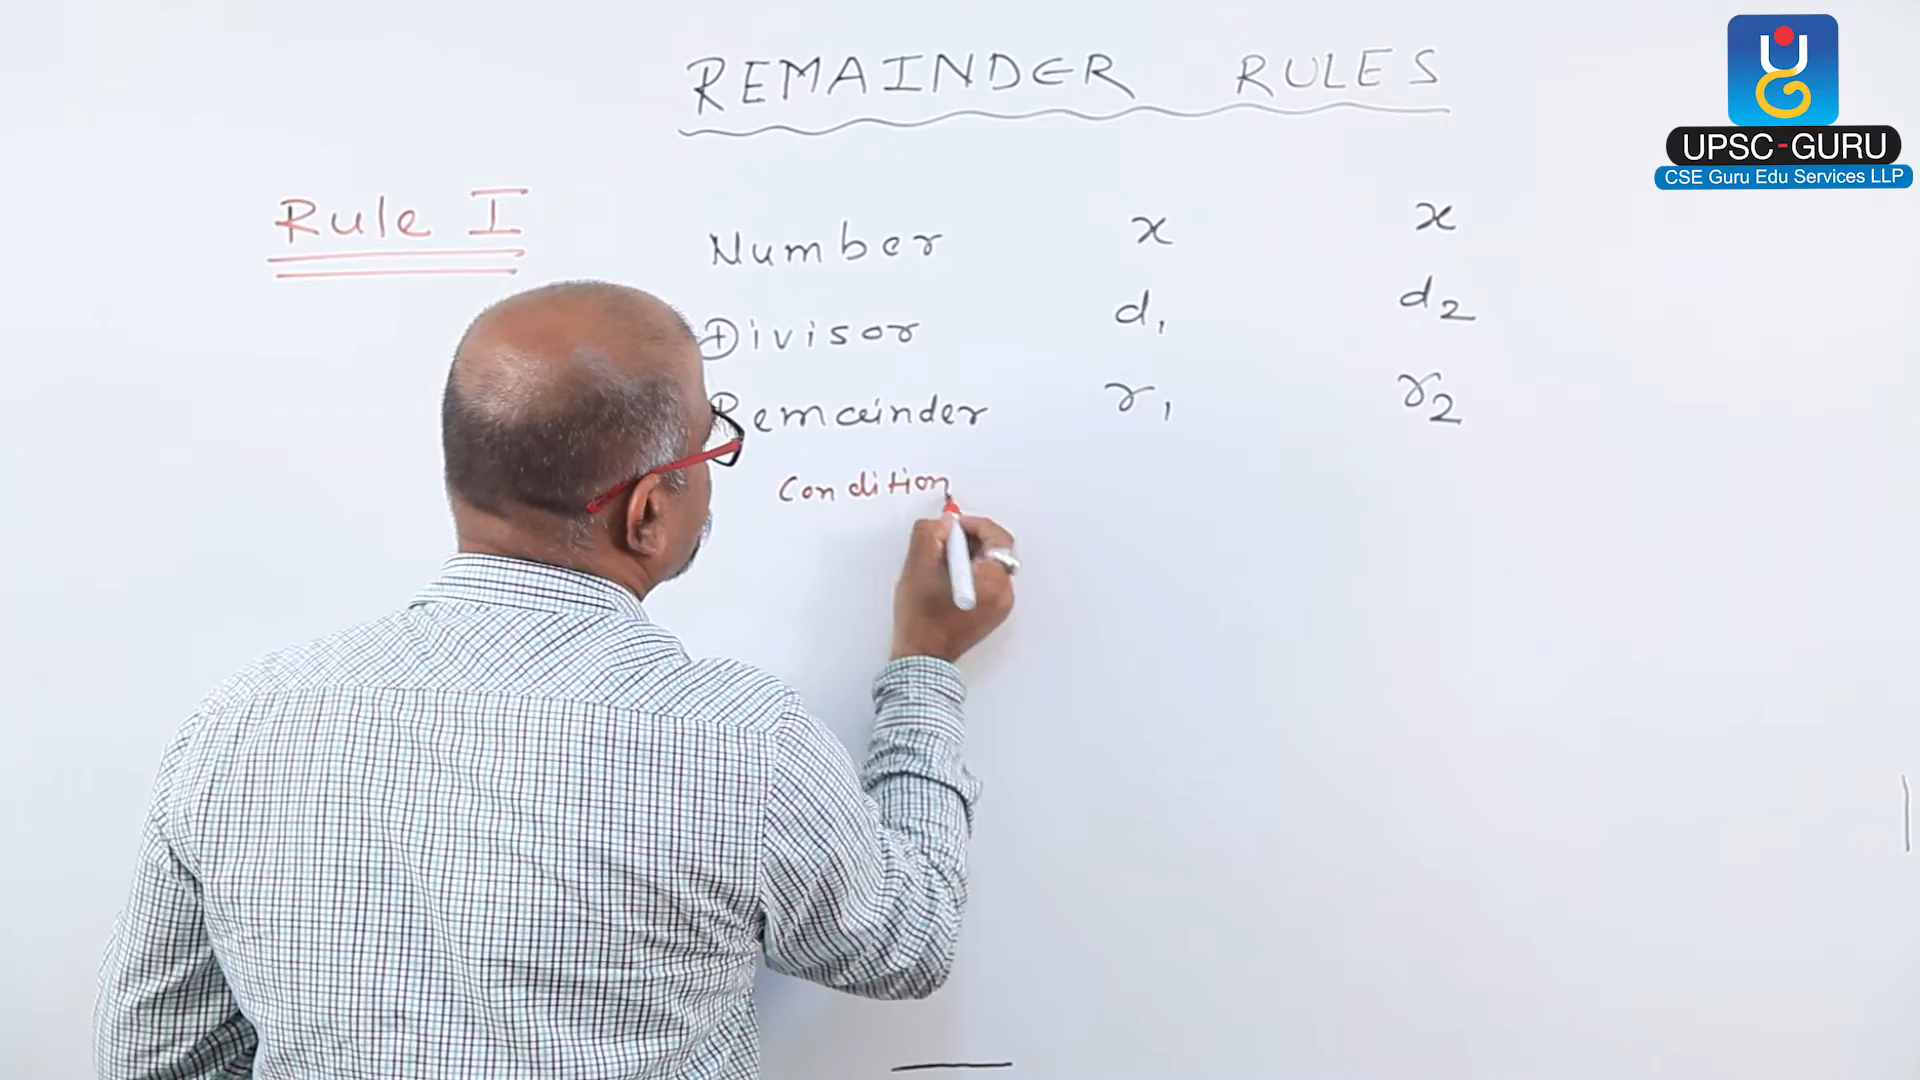 REMAINDER RULES
UPSC-GURU
CSE Guru Edu Services LLP
Rule I
Number x x
Divisor d1 d2
Remainder r1 r2
Condition